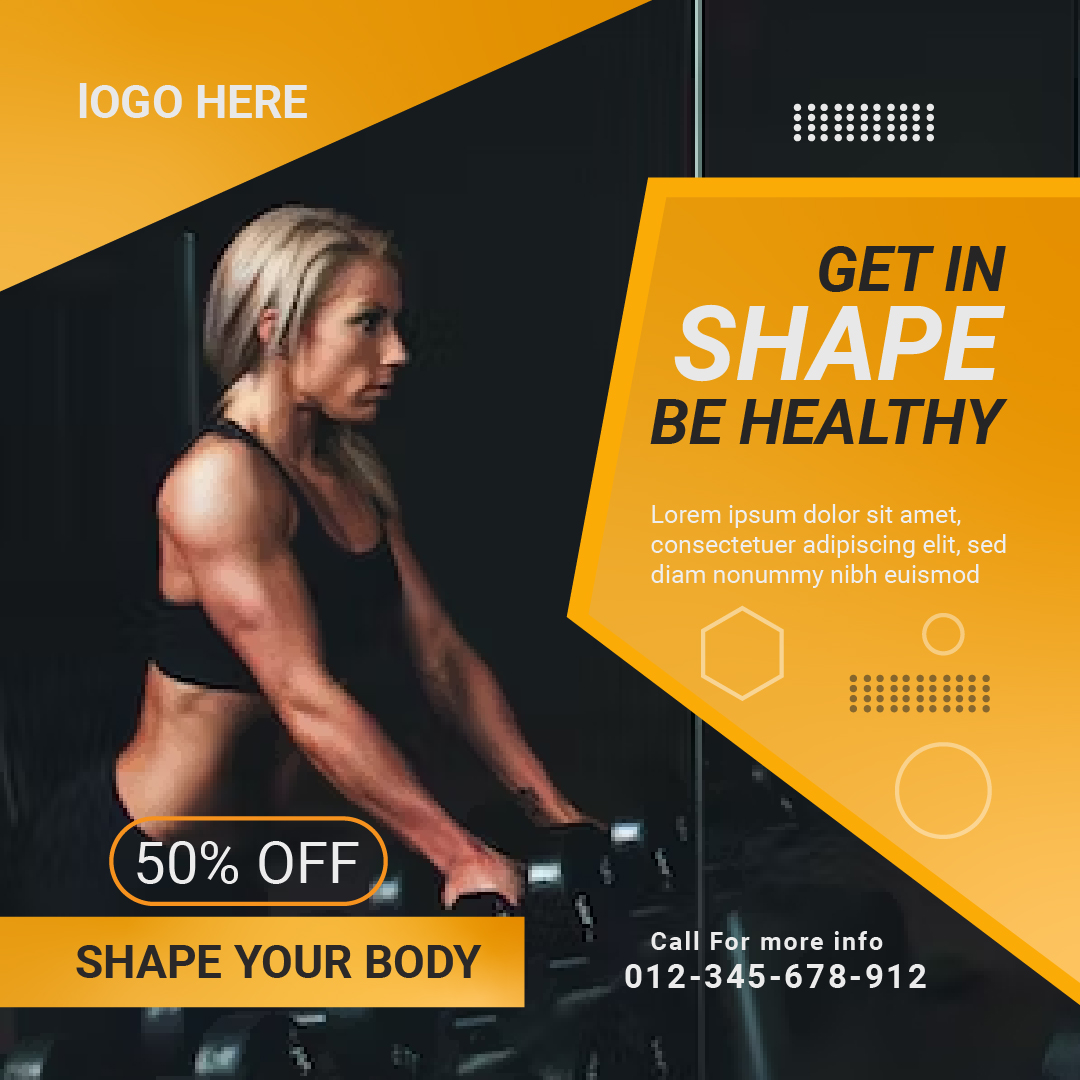 lOGO HERE
GET IN
SHAPE
BE HEALTHY
Lorem ipsum dolor sit amet,
consectetuer adipiscing elit, sed
diam nonummy nibh euismod
50% OFF
SHAPE YOUR BODY
Call For more info
012-345-678-912